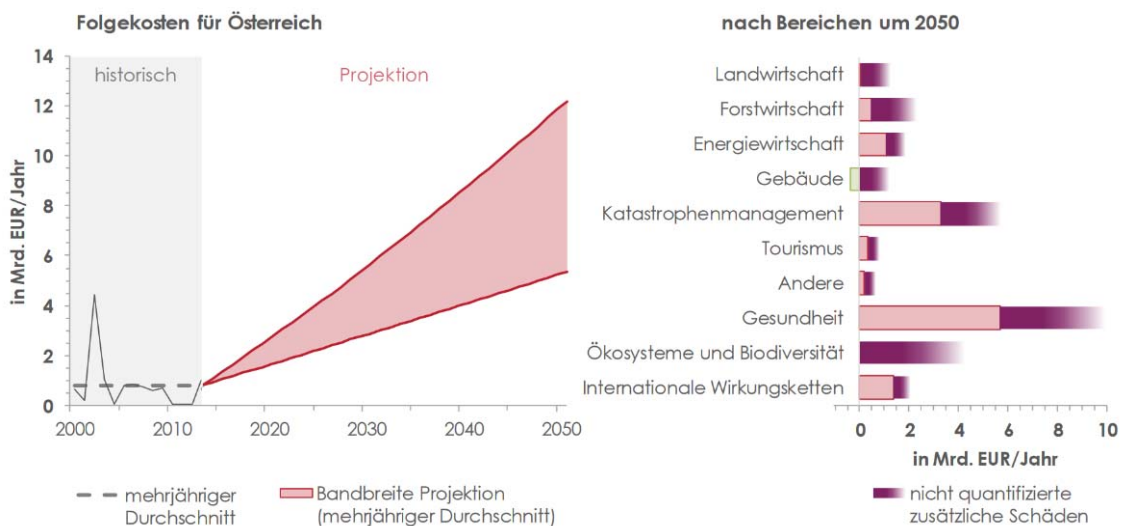 Folgekosten für Österreich
in Mrd. EUR/Jahr
14
12
10
8
6
4
2
0
historisch
Projektion
2000
2010
2020
2030
2040
2050
mehrjähriger
Durchschnitt
Bandbreite Projektion
(mehrjähriger Durchschnitt)
nach Bereichen um 2050
Landwirtschaft
Forstwirtschaft
Energiewirtschaft
Gebäude
Katastrophenmanagement
Tourismus
Andere
Gesundheit
Ökosysteme und Biodiversität
Internationale Wirkungsketten
0
2
4
6
8
10
in Mrd. EUR/Jahr
nicht quantifizierte
zusätzliche Schäden